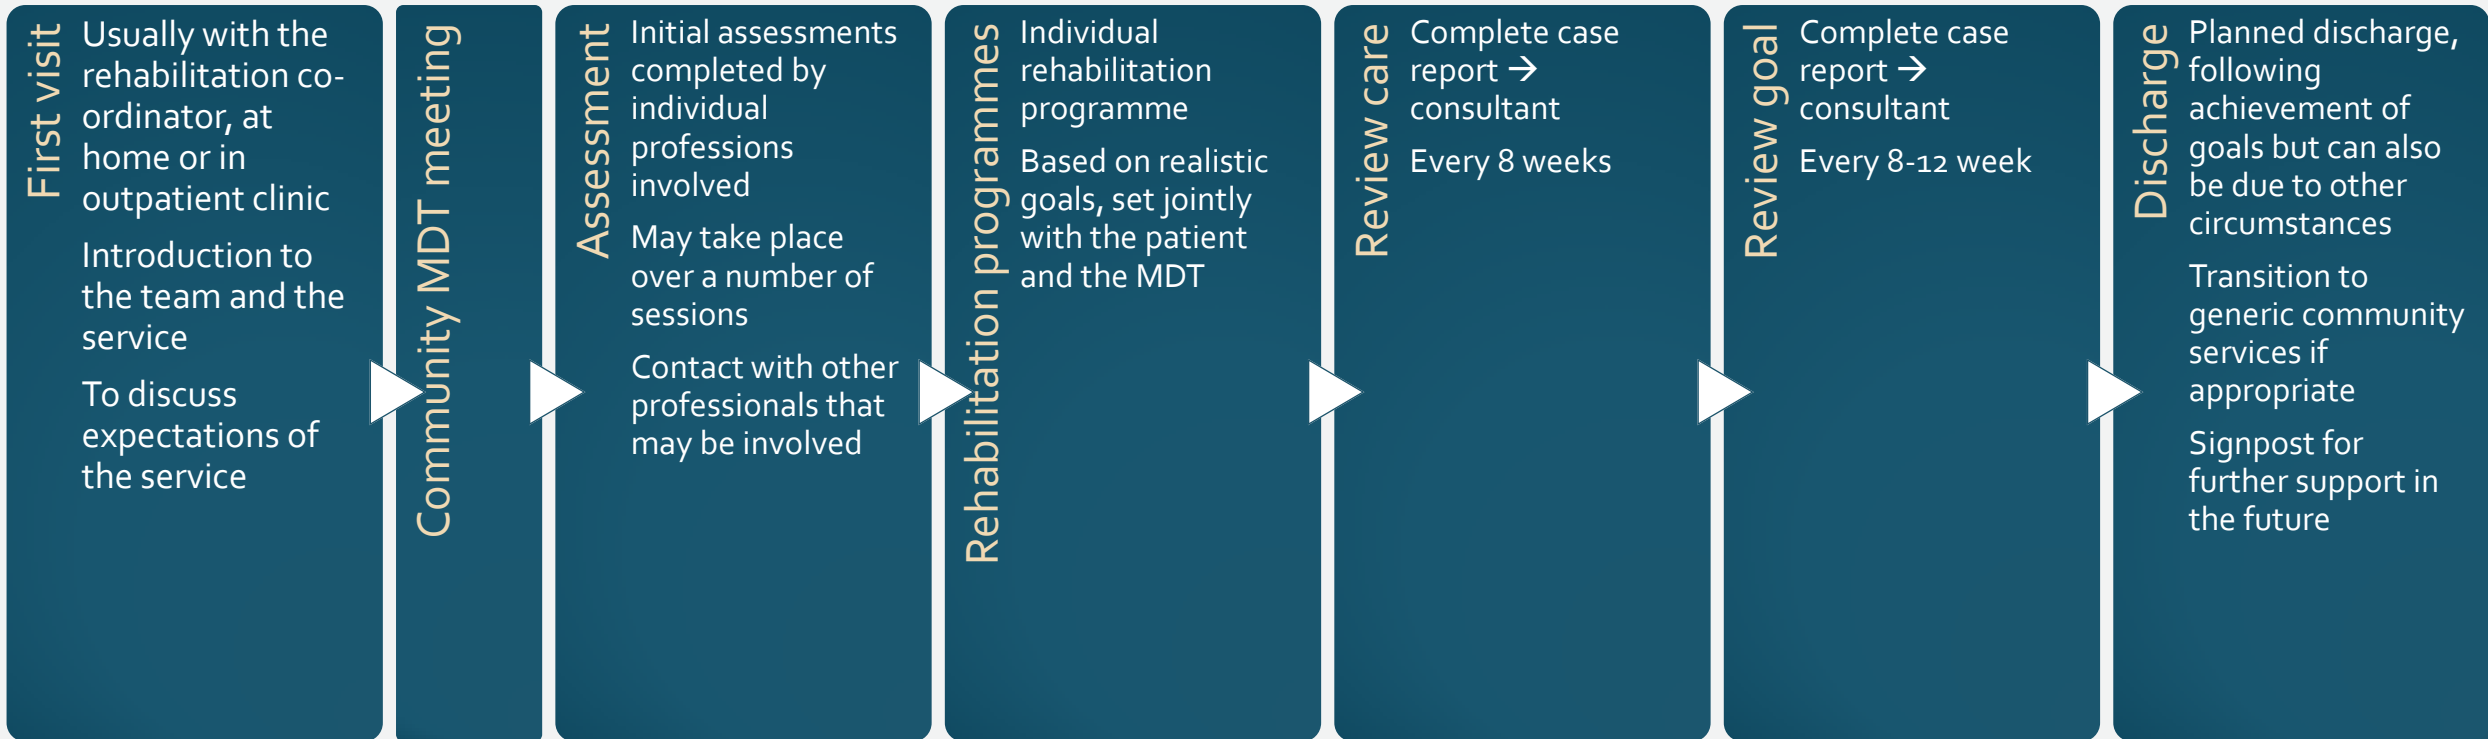 First visit
Usually with the
rehabilitation co-
ordinator, at
home or in
outpatient clinic
Introduction to
the team and the
service
To discuss
expectations of
the service
Community MDT meeting
Assessment
Initial assessments
completed by
individual
professions
involved
May take place
over a number of
sessions
Contact with other
professionals that
may be involved
Rehabilitation programmes
Individual
rehabilitation
programme
Based on realistic
goals, set jointly
with the patient
and the MDT
Review care
Complete case
report →
consultant
Every 8 weeks
Review goal
Complete case
report →
consultant
Every 8-12 week
Discharge
Planned discharge,
following
achievement of
goals but can also
be due to other
circumstances
Transition to
generic community
services if
appropriate
Signpost for
further support in
the future